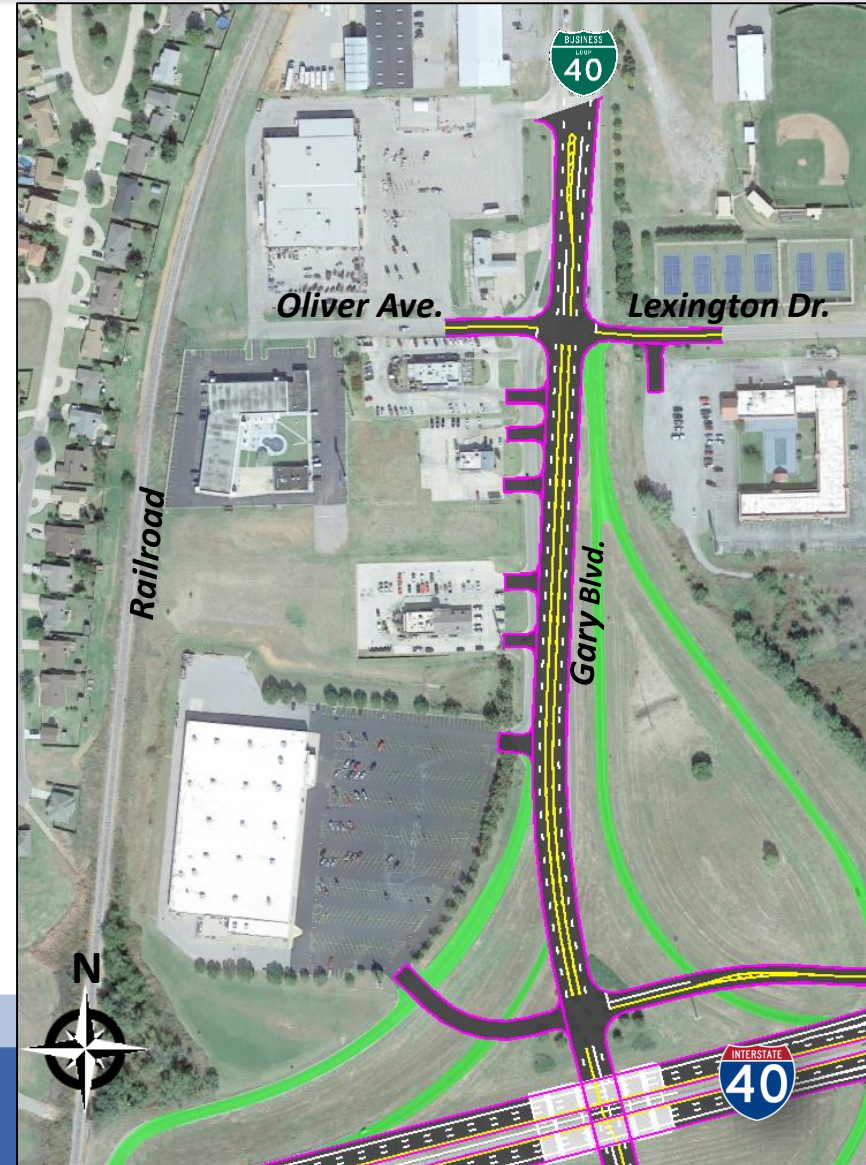 BUSINESS
LOOP
40
Oliver Ave.
Lexington Dr.
Railroad
Gary Blvd.
N
INTERSTATE
40